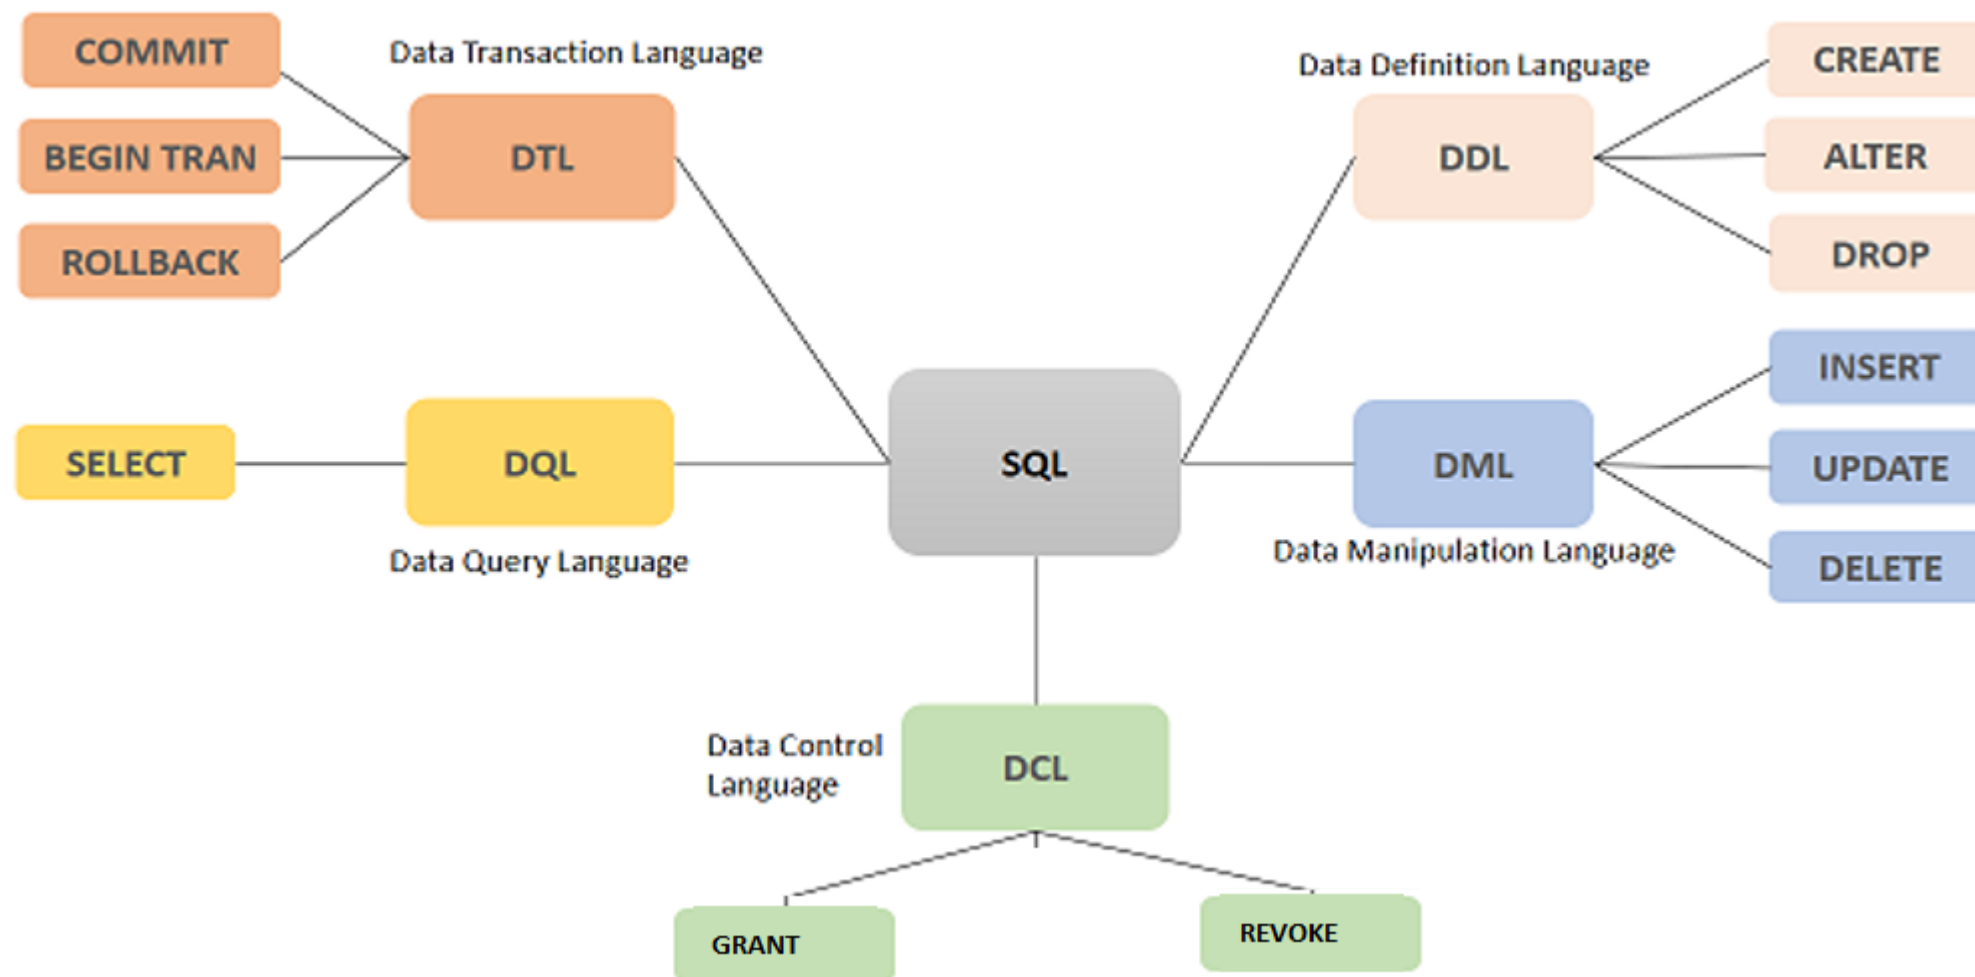 COMMIT
Data Transaction Language
BEGIN TRAN
DTL
ROLLBACK
Data Definition Language
CREATE
DDL
ALTER
DROP
SELECT
DQL
Data Query Language
SQL
DML
Data Manipulation Language
INSERT
UPDATE
DELETE
Data Control
Language
DCL
GRANT
REVOKE